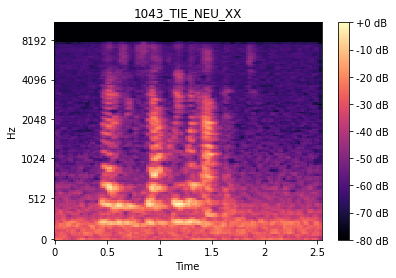 1043_TIE_NEU_XX
+0 dB
8192
-10 dB
4096
-20 dB
-30 dB
2048
Hz
-40 dB
1024
-50 dB
512
-60 dB
-70 dB
0
-80 dB
0 0.5 1 1.5 2 2.5
Time